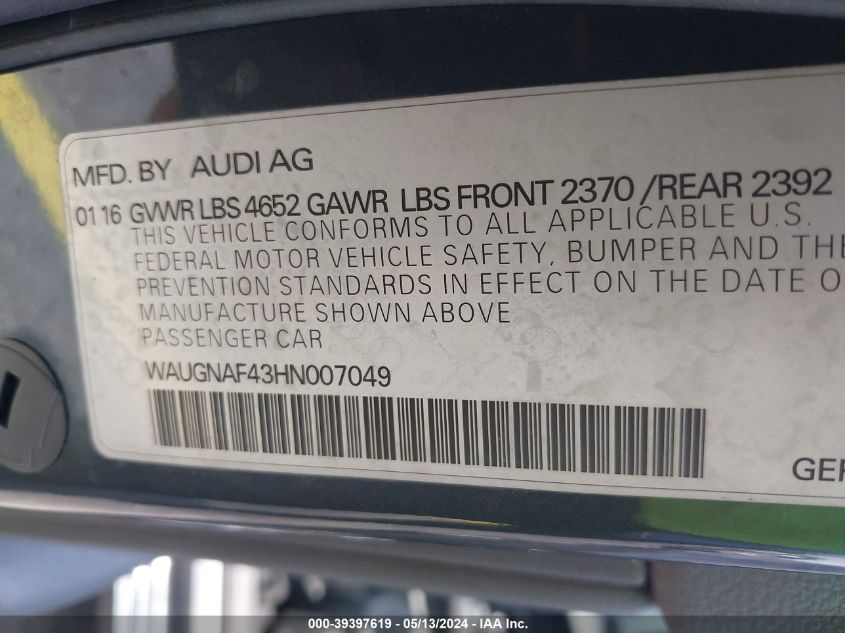 MFD. BY AUDI AG
01 16 GVWR LBS 4652 GAWR LBS FRONT 2370 /REAR 2392
THIS VEHICLE CONFORMS TO ALL APPLICABLE U.S.
FEDERAL MOTOR VEHICLE SAFETY, BUMPER AND THE
PREVENTION STANDARDS IN EFFECT ON THE DATE O
MANUFACTURE SHOWN ABOVE
PASSENGER CAR
WAUGNAF43HN007049
GER
000-39397619 - 05/13/2024 - IAA Inc.